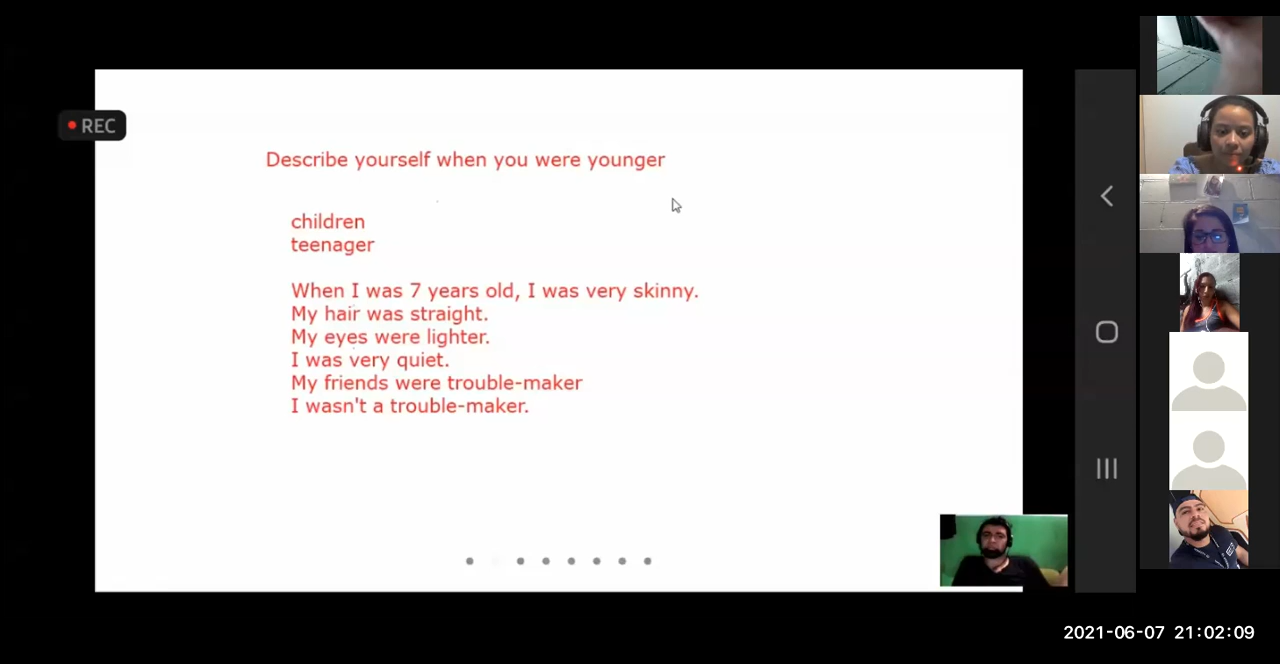 REC
Describe yourself when you were younger
children
teenager
When I was 7 years old, I was very skinny.
My hair was straight.
My eyes were lighter.
I was very quiet.
My friends were trouble-maker
I wasn't a trouble-maker.
2021-06-07 21:02:09